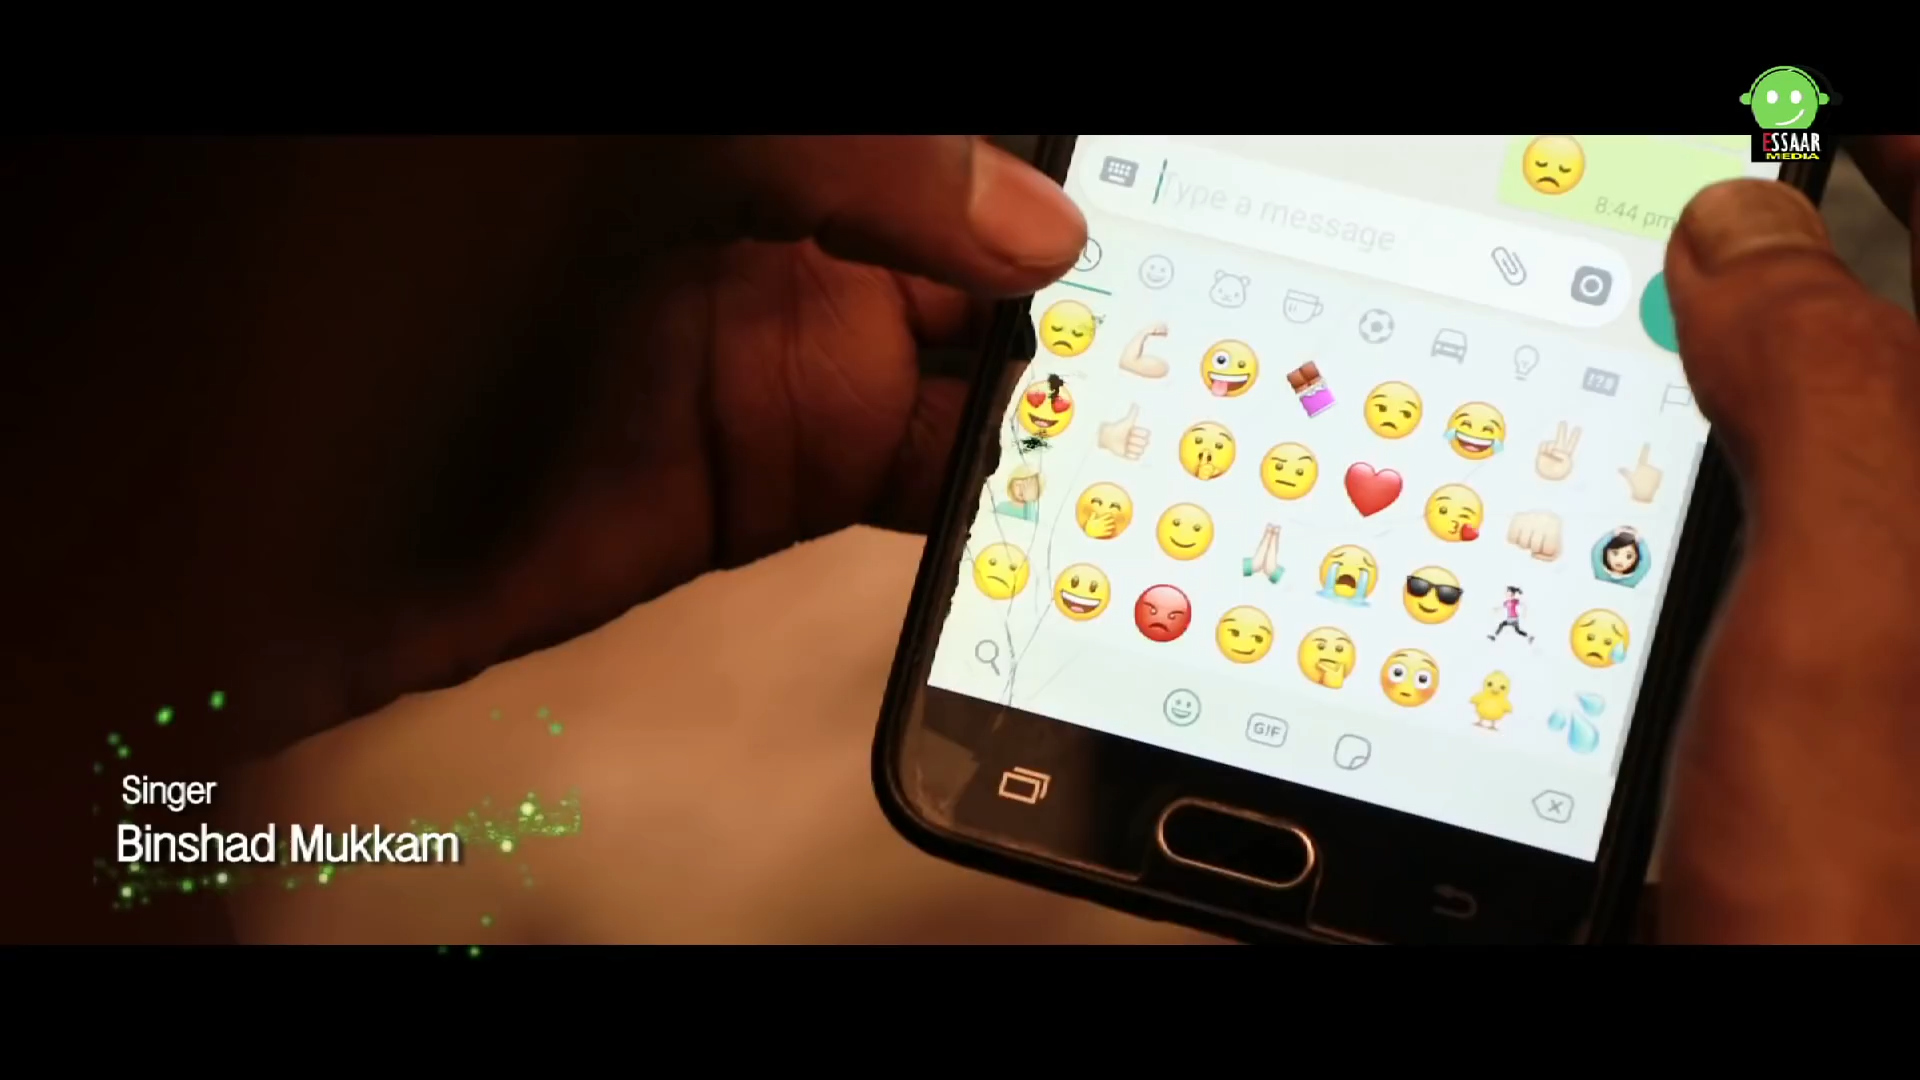 ESSAAR
MEDIA
8:44 pm
Type a message
GIF
Singer
Binshad Mukkam